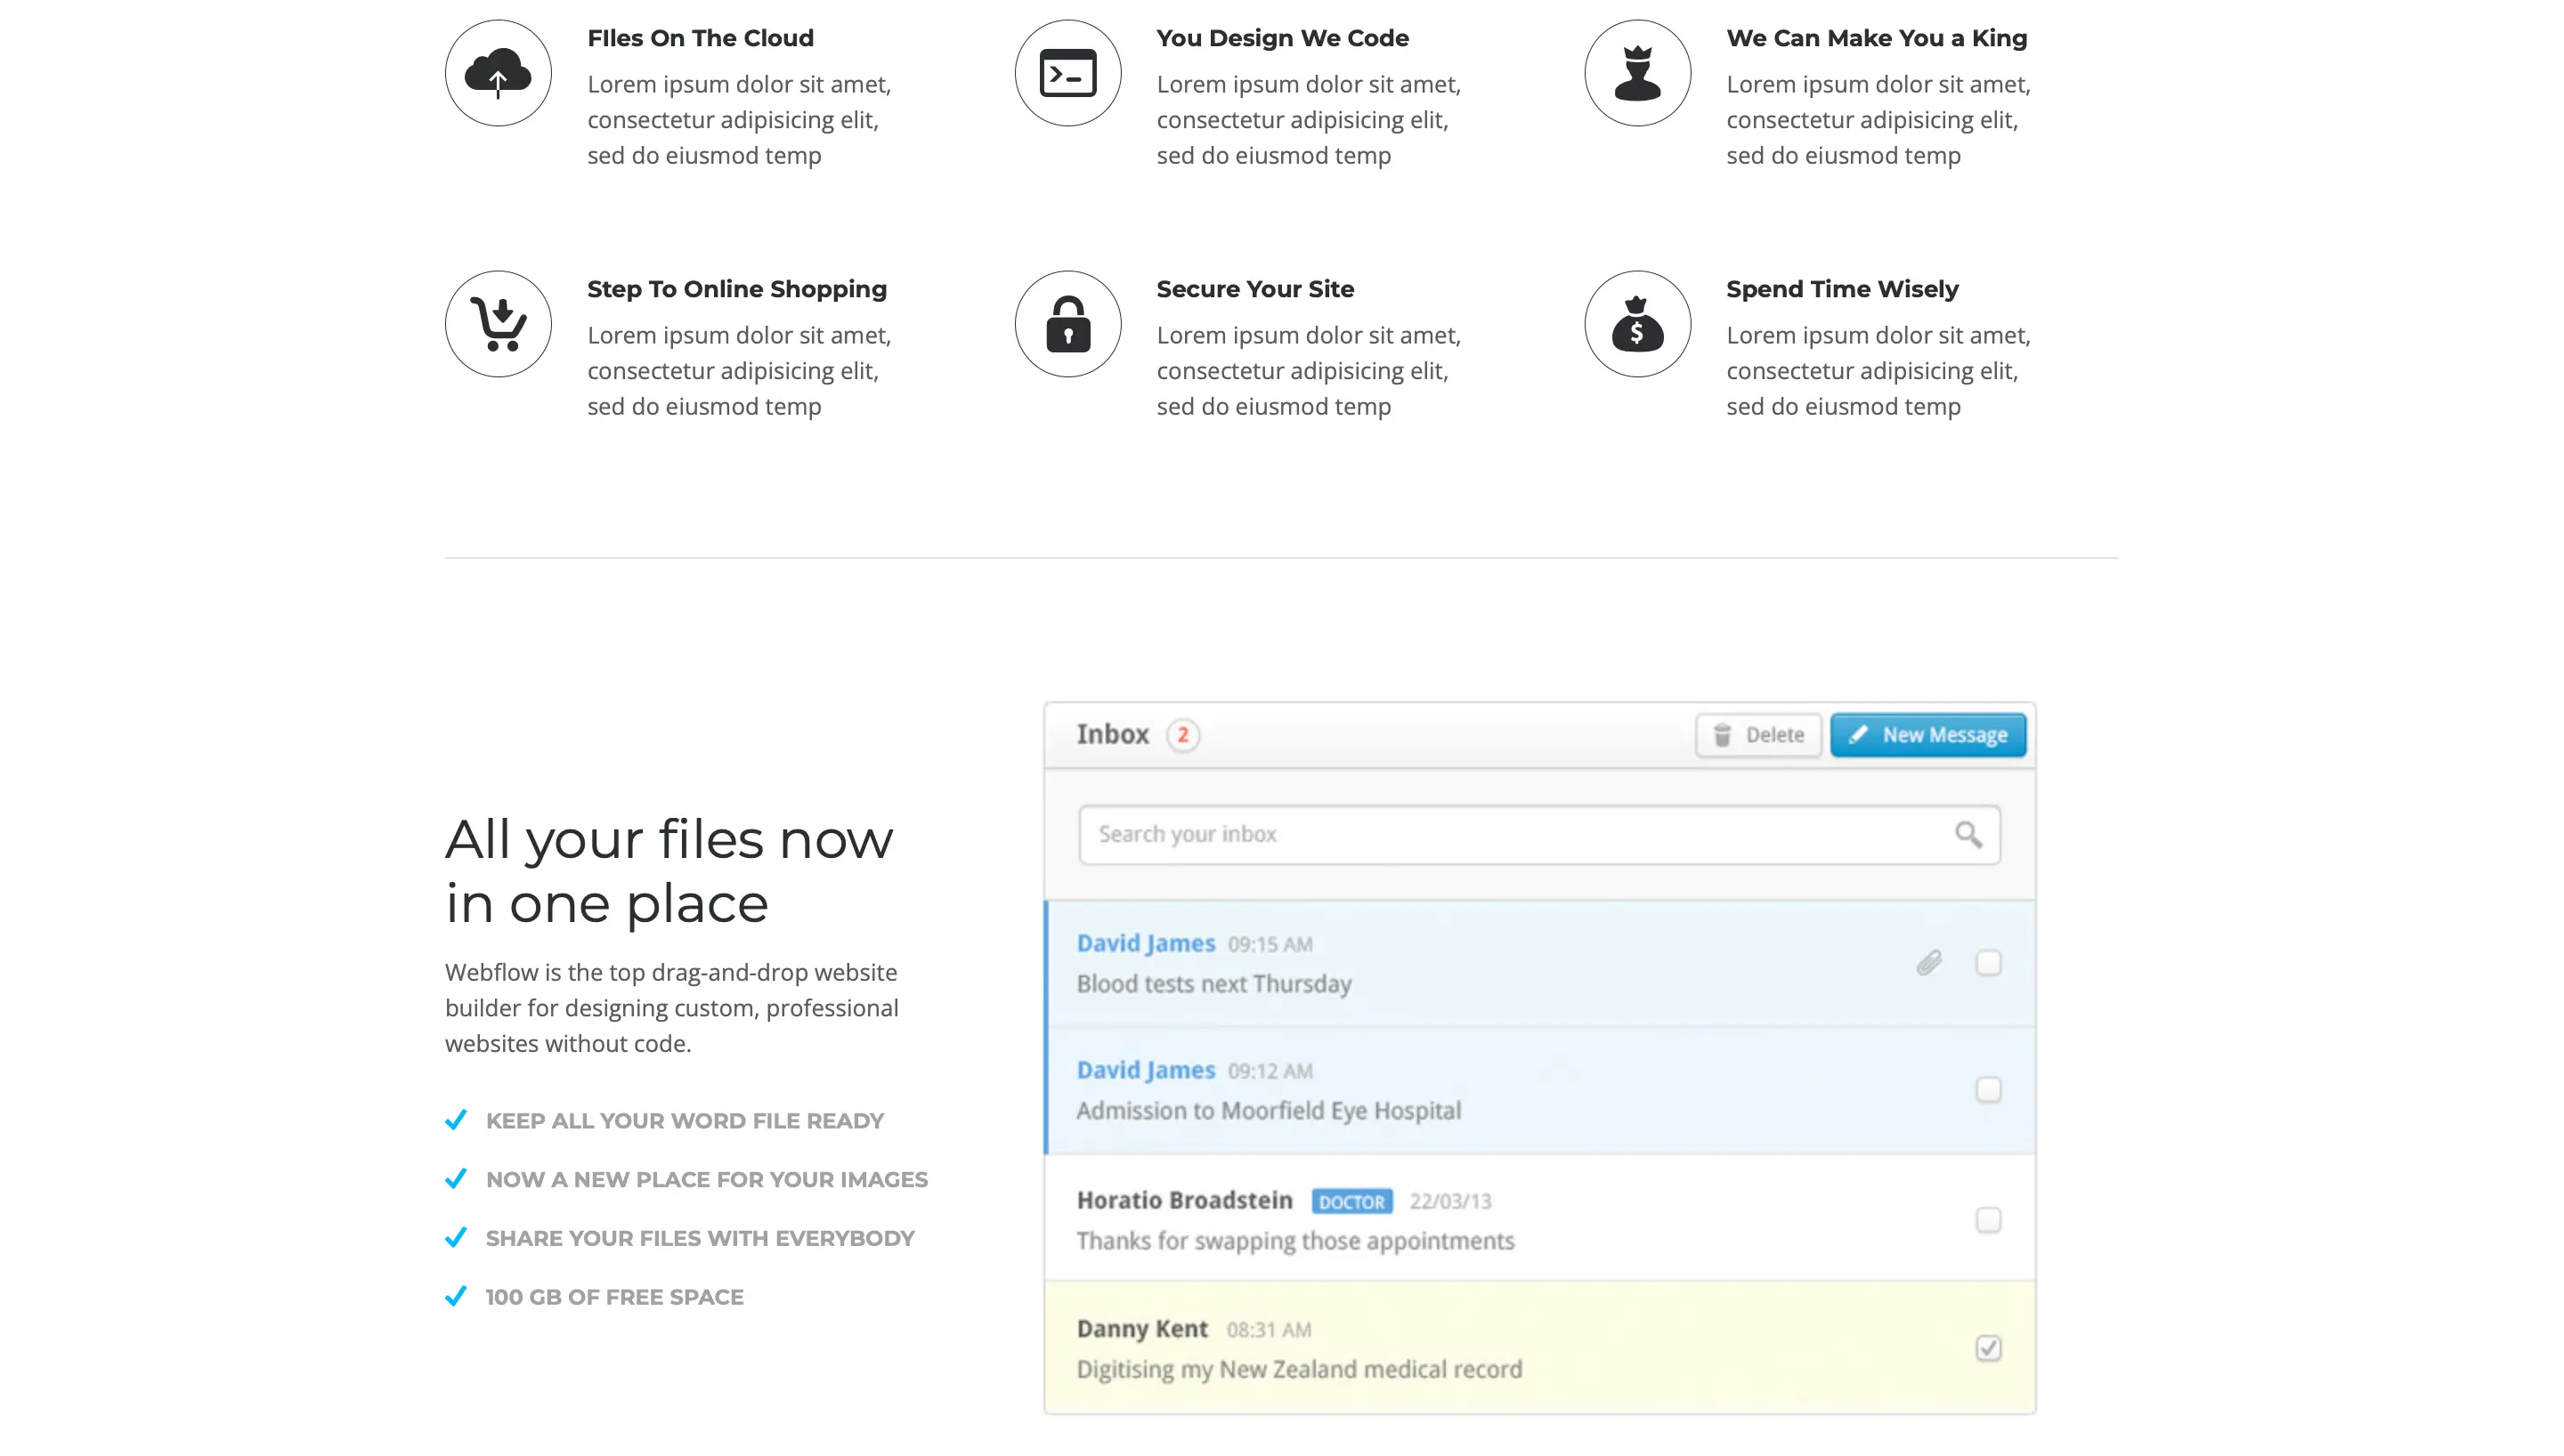 FIles On The Cloud
Lorem ipsum dolor sit amet,
consectetur adipisicing elit,
sed do eiusmod temp
You Design We Code
Lorem ipsum dolor sit amet,
consectetur adipisicing elit,
sed do eiusmod temp
We Can Make You a King
Lorem ipsum dolor sit amet,
consectetur adipisicing elit,
sed do eiusmod temp
Step To Online Shopping
Lorem ipsum dolor sit amet,
consectetur adipisicing elit,
sed do eiusmod temp
Secure Your Site
Lorem ipsum dolor sit amet,
consectetur adipisicing elit,
sed do eiusmod temp
Spend Time Wisely
Lorem ipsum dolor sit amet,
consectetur adipisicing elit,
sed do eiusmod temp
All your files now
in one place
Webflow is the top drag-and-drop website
builder for designing custom, professional
websites without code.
KEEP ALL YOUR WORD FILE READY
NOW A NEW PLACE FOR YOUR IMAGES
SHARE YOUR FILES WITH EVERYBODY
100 GB OF FREE SPACE
Inbox 2 Delete New Message
Search your inbox
David James 09:15 AM
Blood tests next Thursday
David James 09:12 AM
Admission to Moorfield Eye Hospital
Horatio Broadstein DOCTOR 22/03/13
Thanks for swapping those appointments
Danny Kent 08:31 AM
Digitising my New Zealand medical record